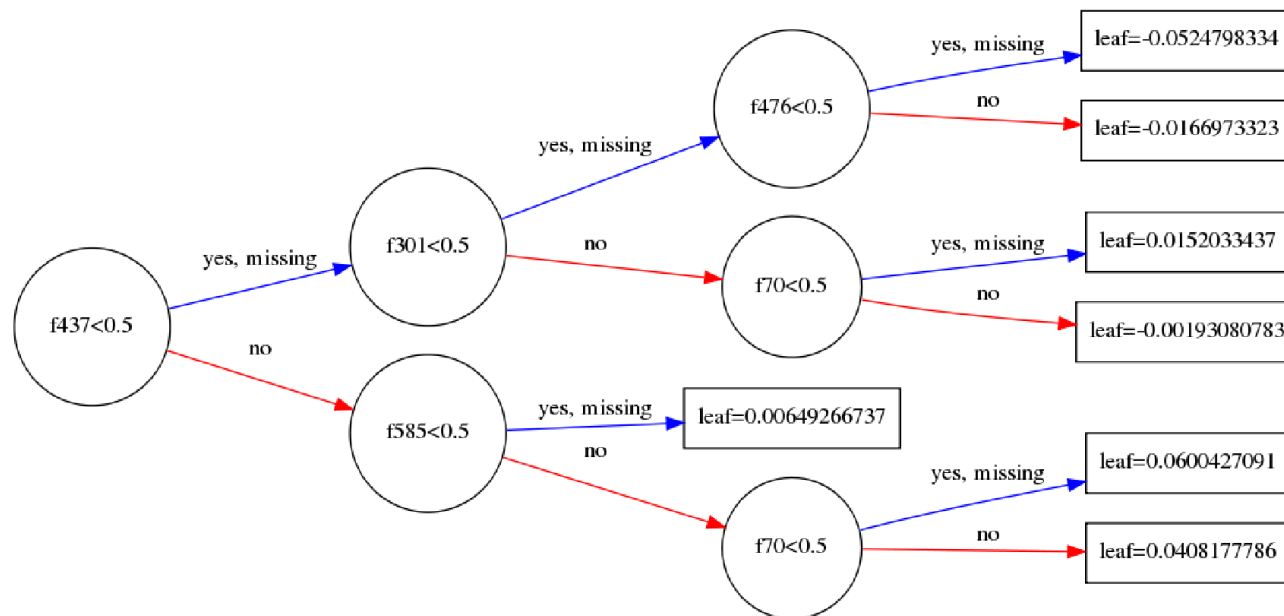 leaf=-0.0524798334
yes, missing
f476<0.5
no
leaf=-0.0166973323
yes, missing
f301<0.5
no
yes, missing
leaf=0.0152033437
f70<0.5
no
leaf=-0.00193080783
yes, missing
f437<0.5
no
yes, missing
leaf=0.00649266737
f585<0.5
no
yes, missing
leaf=0.0600427091
f70<0.5
no
leaf=0.0408177786